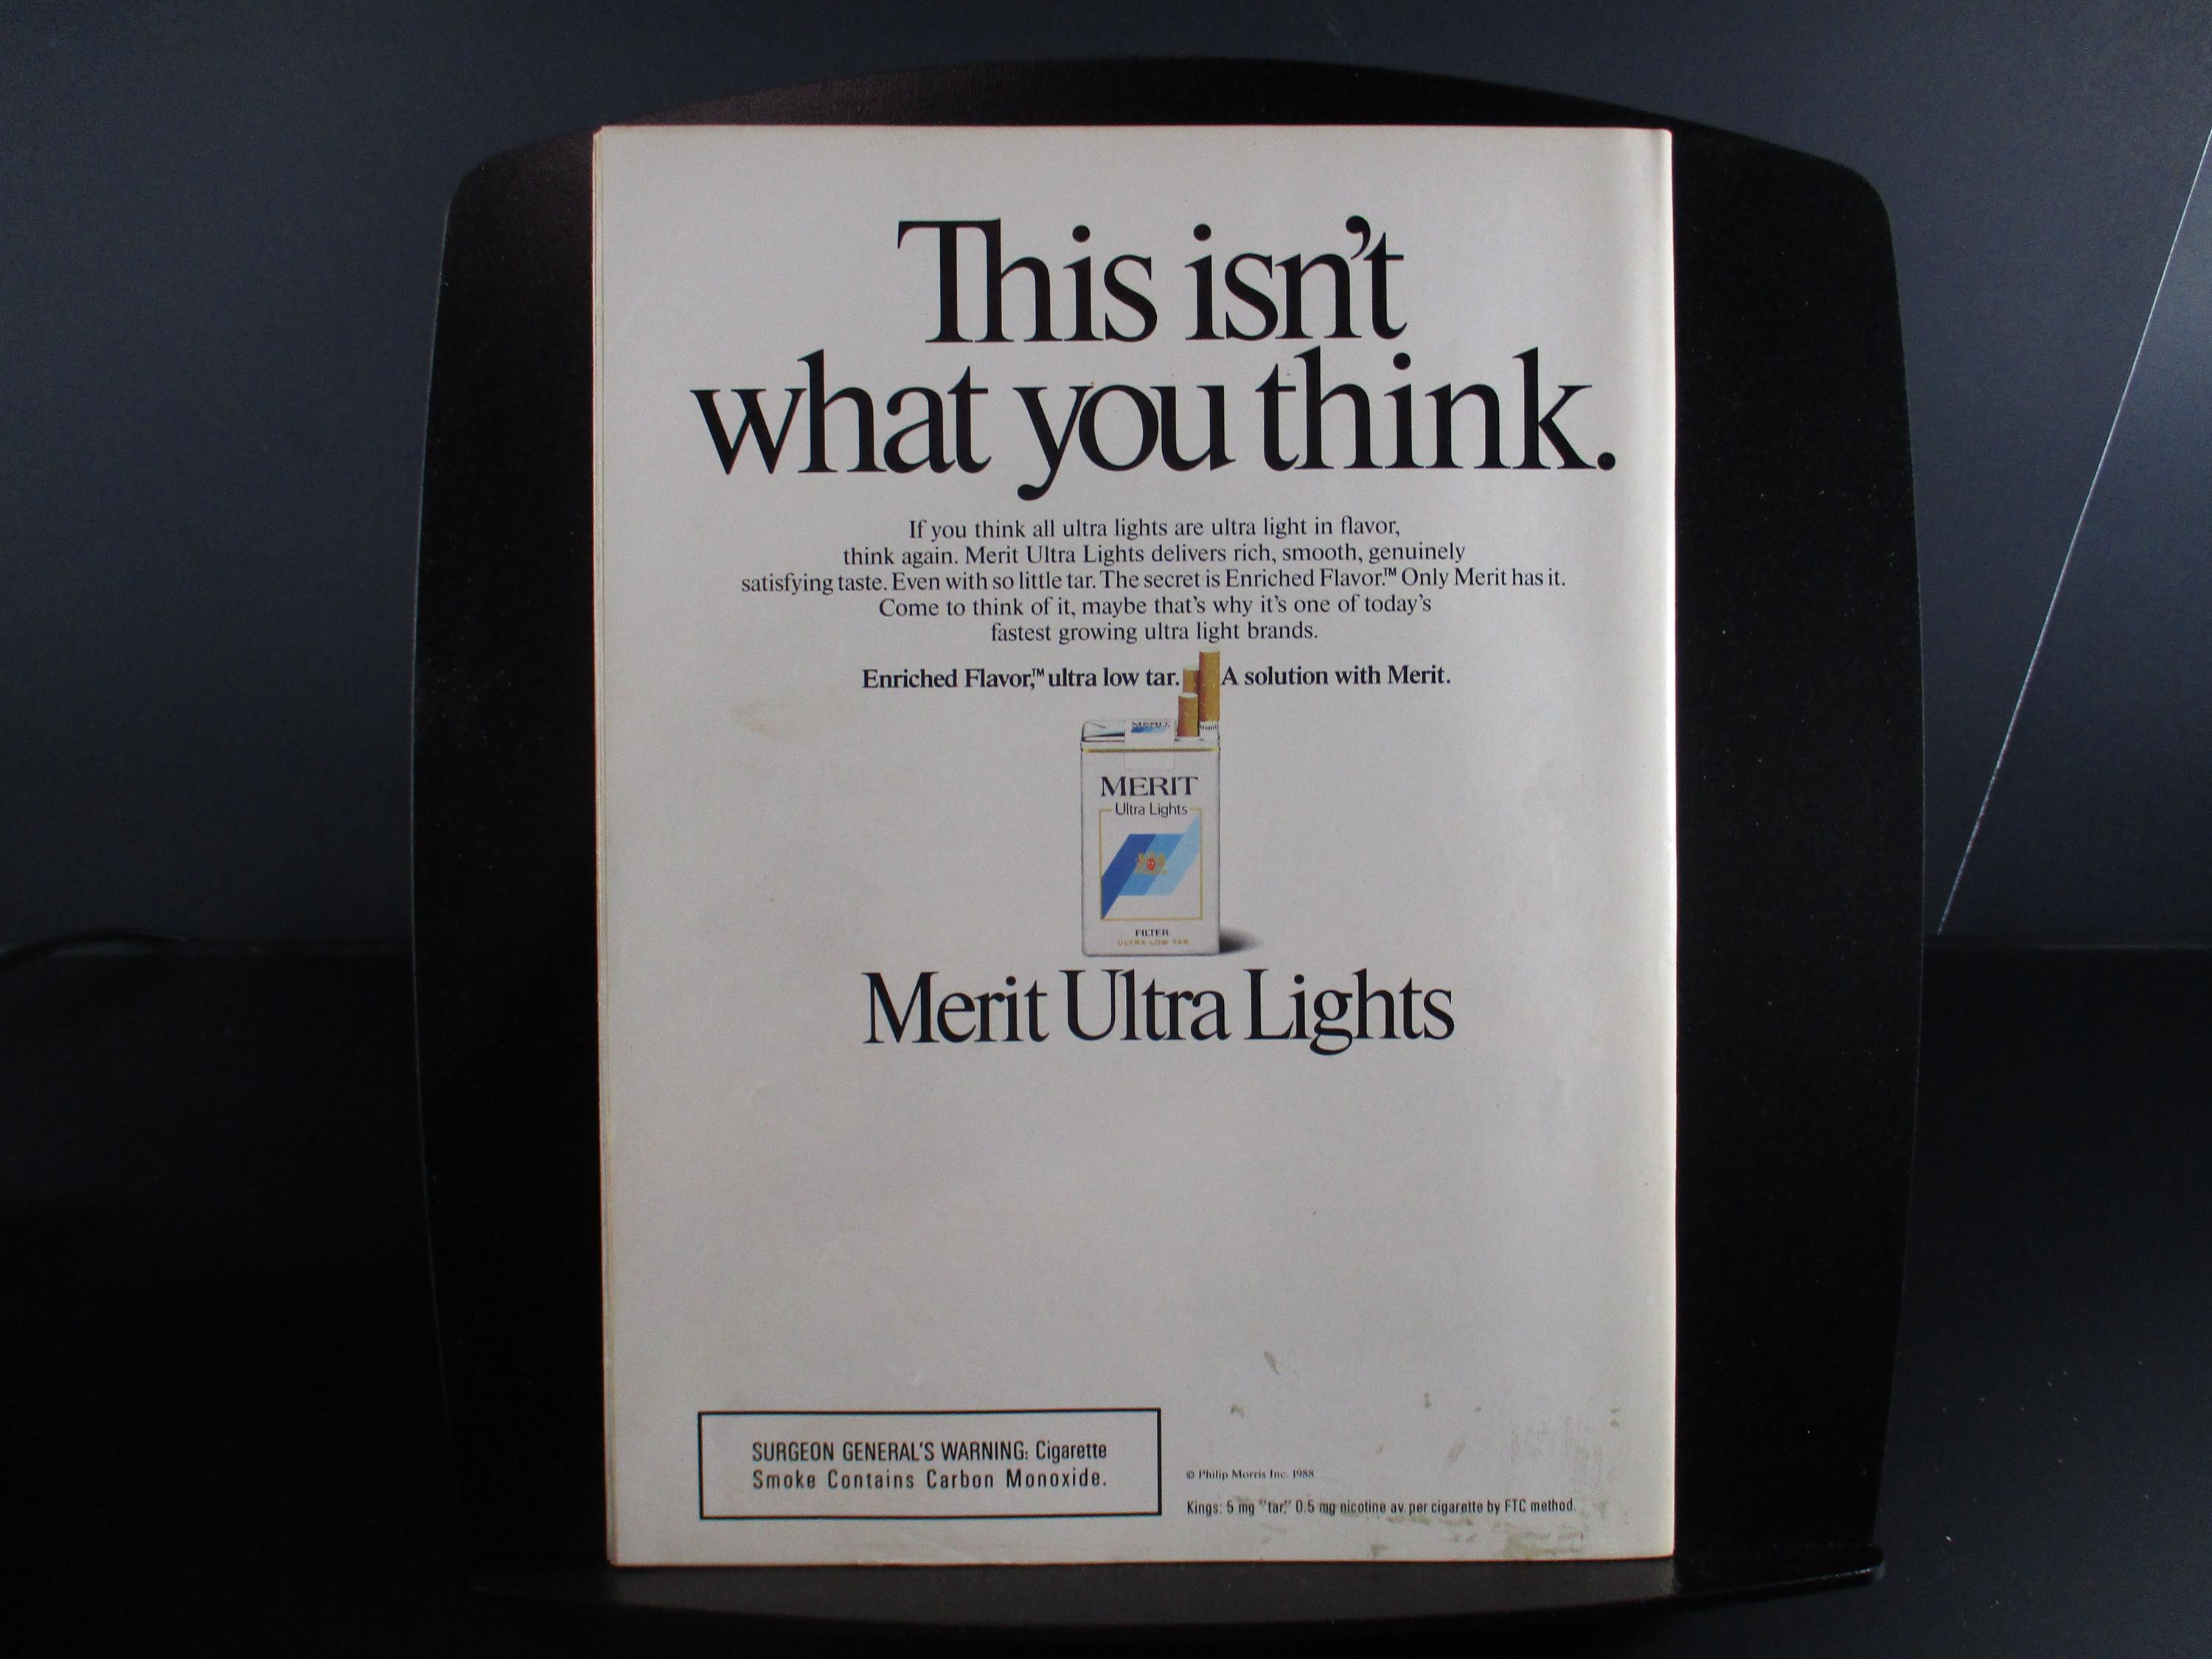 This isn't
what you think.
If you think all ultra lights are ultra light in flavor,
think again. Merit Ultra Lights delivers rich, smooth, genuinely
satisfying taste. Even with so little tar. The secret is Enriched Flavor.™ Only Merit has it.
Come to think of it, maybe that's why it's one of today's
fastest growing ultra light brands.
Enriched Flavor,™ ultra low tar. A solution with Merit.
MERIT
MERIT
Ultra Lights
FILTER
ULTRA LOW TAR
Merit Ultra Lights
SURGEON GENERAL'S WARNING: Cigarette
Smoke Contains Carbon Monoxide.
© Philip Morris Inc. 1988
Kings: 5 mg "tar," 0.5 mg nicotine av. per cigarette by FTC method.